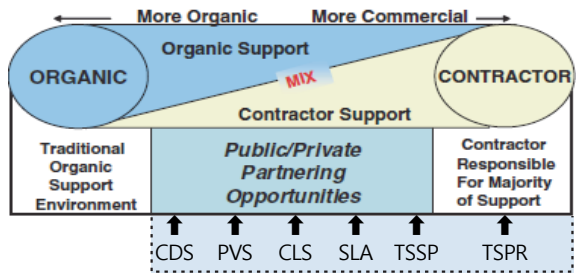 More Organic More Commercial
Organic Support
ORGANIC
MIX
CONTRACTOR
Contractor Support
Traditional
Organic
Support
Environment
Public/Private
Partnering
Opportunities
Contractor
Responsible
For Majority
of Support
CDS PVS CLS SLA TSSP TSPR